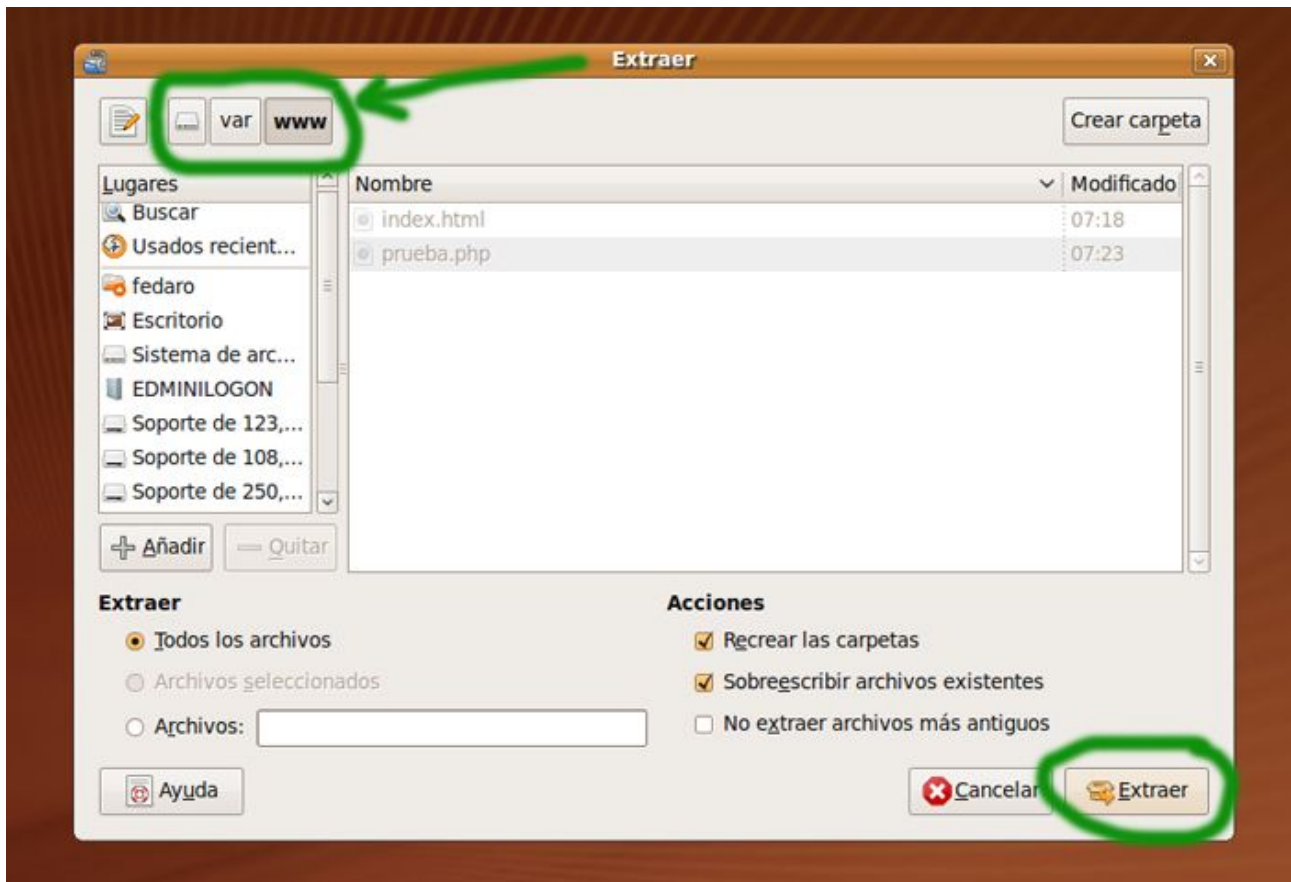 Extraer
var www
Crear carpeta
Lugares
Nombre
Modificado
Buscar
index.html
07:18
Usados recient...
prueba.php
07:23
fedaro
Escritorio
Sistema de arc...
EDMINILOGON
Soporte de 123,...
Soporte de 108,...
Soporte de 250,...
Añadir
Quitar
Extraer
Acciones
Todos los archivos
Recrear las carpetas
Archivos seleccionados
Sobreescribir archivos existentes
Archivos:
No extraer archivos más antiguos
Ayuda
Cancelar
Extraer